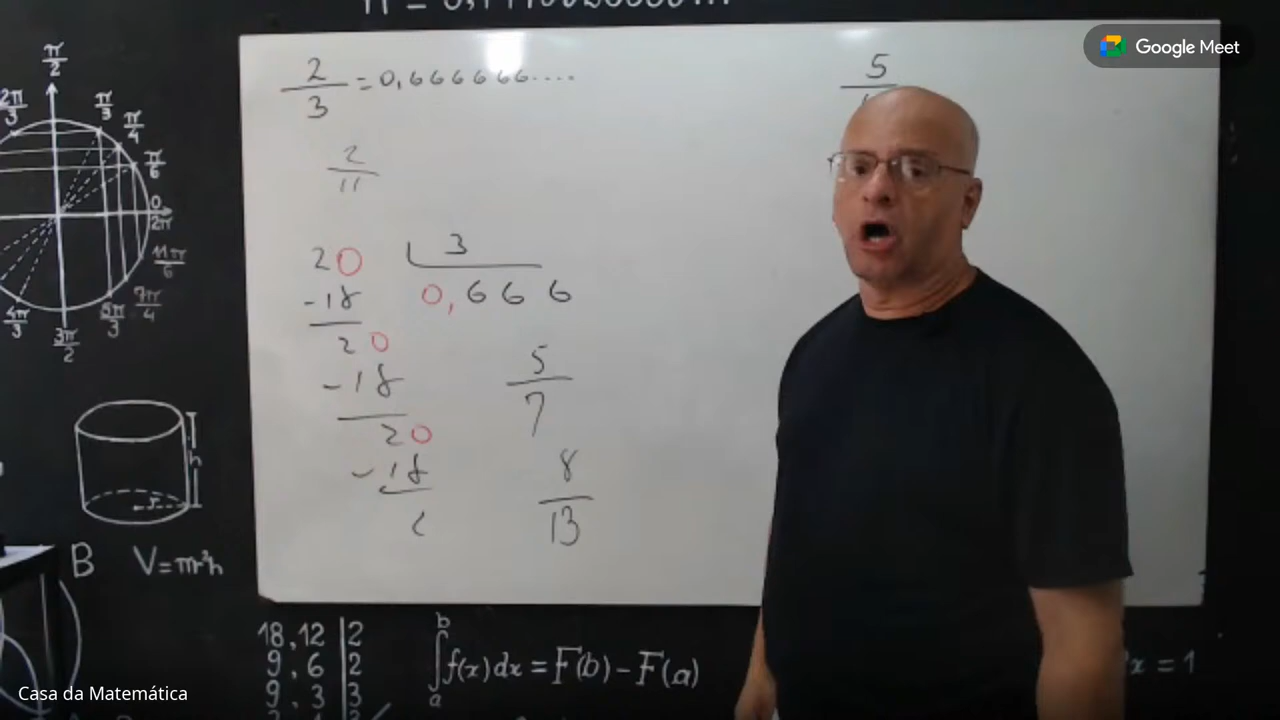 Google Meet
2/3 = 0,666666....
5
2/11
20 | 3
-18 0,666
20
-18
20
-18
2
5/7
8/13
π/2
2π/3
π/3
π/4
π/6
0
2π
11π/6
7π/4
5π/3
3π/2
4π/3
h
r
B V=πr²h
18,12 | 2
9,6 | 2
9,3 | 3
∫ₐᵇ f(x)dx = F(b) - F(a)
x = 1
Casa da Matemática